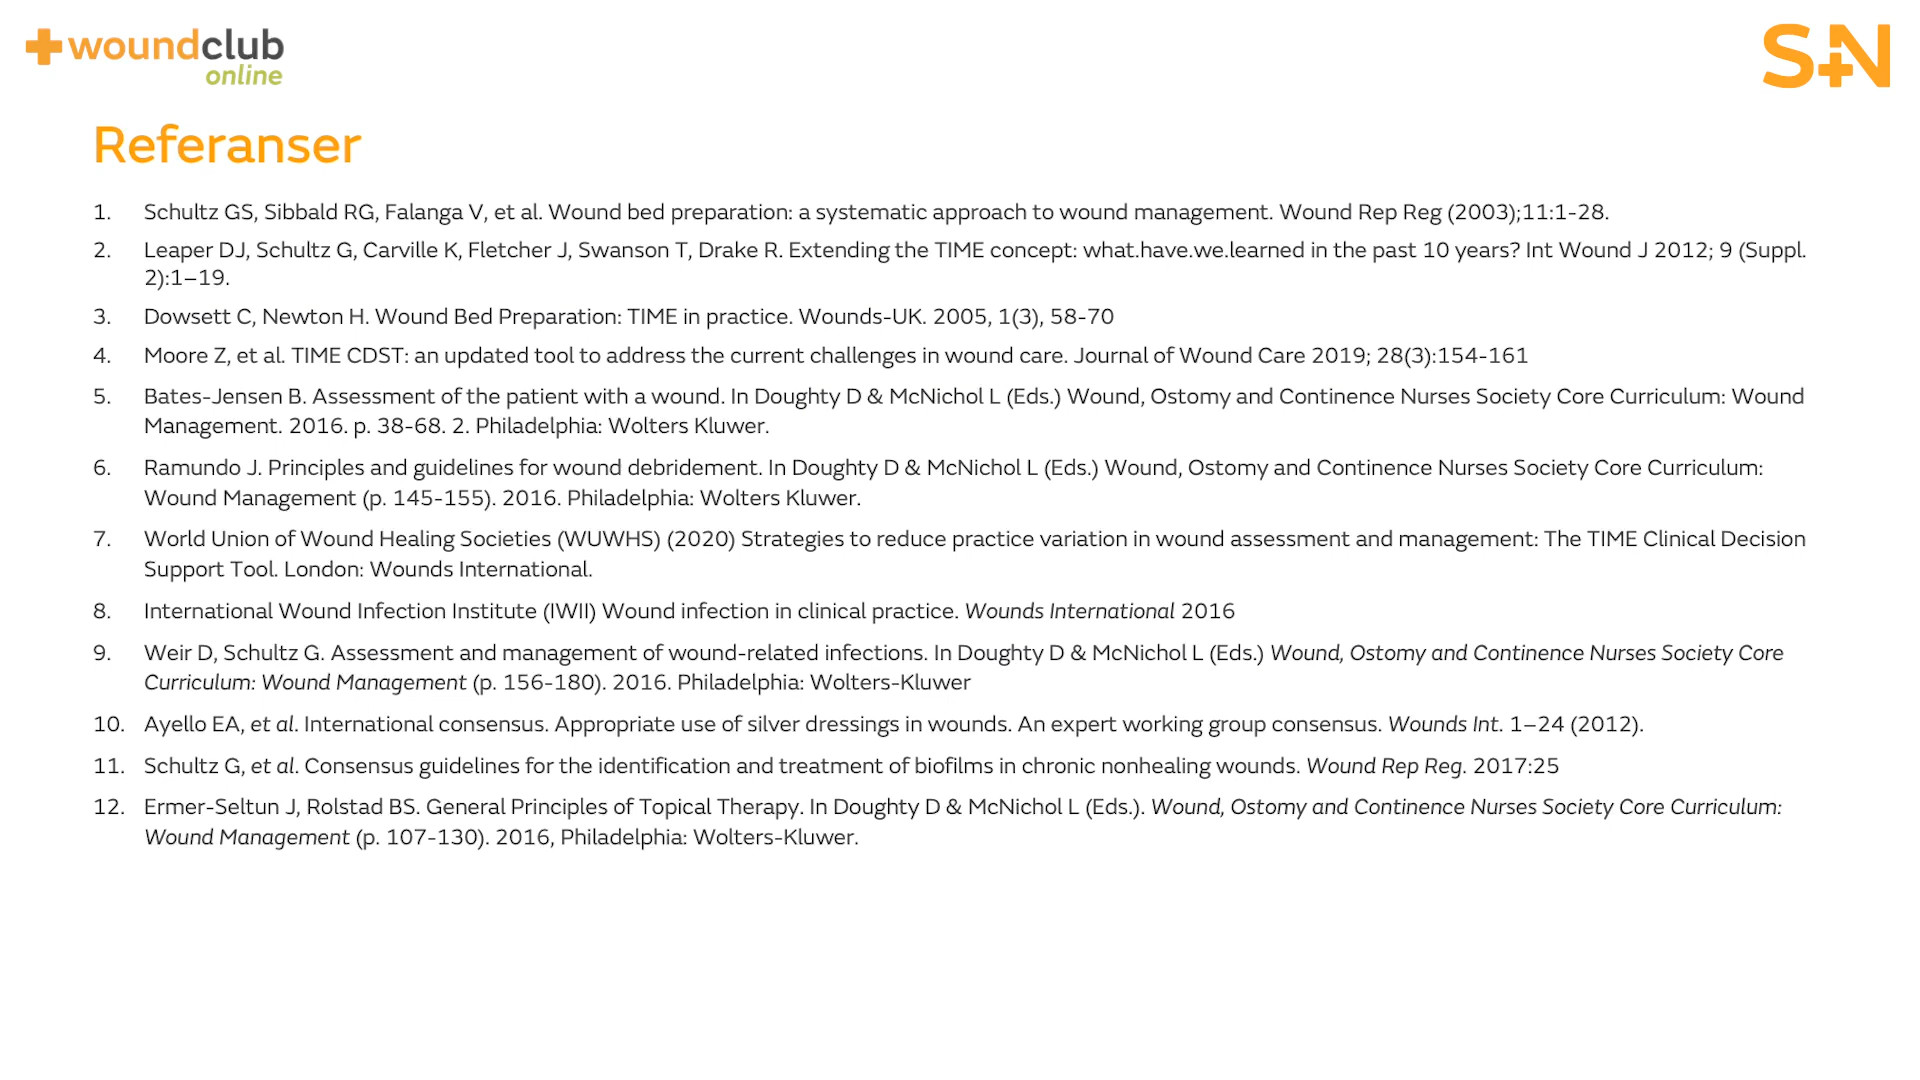 woundclub
online
S+N
Referanser
1. Schultz GS, Sibbald RG, Falanga V, et al. Wound bed preparation: a systematic approach to wound management. Wound Rep Reg (2003);11:1-28.
2. Leaper DJ, Schultz G, Carville K, Fletcher J, Swanson T, Drake R. Extending the TIME concept: what.have.we.learned in the past 10 years? Int Wound J 2012; 9 (Suppl.
2):1–19.
3. Dowsett C, Newton H. Wound Bed Preparation: TIME in practice. Wounds-UK. 2005, 1(3), 58-70
4. Moore Z, et al. TIME CDST: an updated tool to address the current challenges in wound care. Journal of Wound Care 2019; 28(3):154-161
5. Bates-Jensen B. Assessment of the patient with a wound. In Doughty D & McNichol L (Eds.) Wound, Ostomy and Continence Nurses Society Core Curriculum: Wound
Management. 2016. p. 38-68. 2. Philadelphia: Wolters Kluwer.
6. Ramundo J. Principles and guidelines for wound debridement. In Doughty D & McNichol L (Eds.) Wound, Ostomy and Continence Nurses Society Core Curriculum:
Wound Management (p. 145-155). 2016. Philadelphia: Wolters Kluwer.
7. World Union of Wound Healing Societies (WUWHS) (2020) Strategies to reduce practice variation in wound assessment and management: The TIME Clinical Decision
Support Tool. London: Wounds International.
8. International Wound Infection Institute (IWII) Wound infection in clinical practice. Wounds International 2016
9. Weir D, Schultz G. Assessment and management of wound-related infections. In Doughty D & McNichol L (Eds.) Wound, Ostomy and Continence Nurses Society Core
Curriculum: Wound Management (p. 156-180). 2016. Philadelphia: Wolters-Kluwer
10. Ayello EA, et al. International consensus. Appropriate use of silver dressings in wounds. An expert working group consensus. Wounds Int. 1–24 (2012).
11. Schultz G, et al. Consensus guidelines for the identification and treatment of biofilms in chronic nonhealing wounds. Wound Rep Reg. 2017:25
12. Ermer-Seltun J, Rolstad BS. General Principles of Topical Therapy. In Doughty D & McNichol L (Eds.). Wound, Ostomy and Continence Nurses Society Core Curriculum:
Wound Management (p. 107-130). 2016, Philadelphia: Wolters-Kluwer.